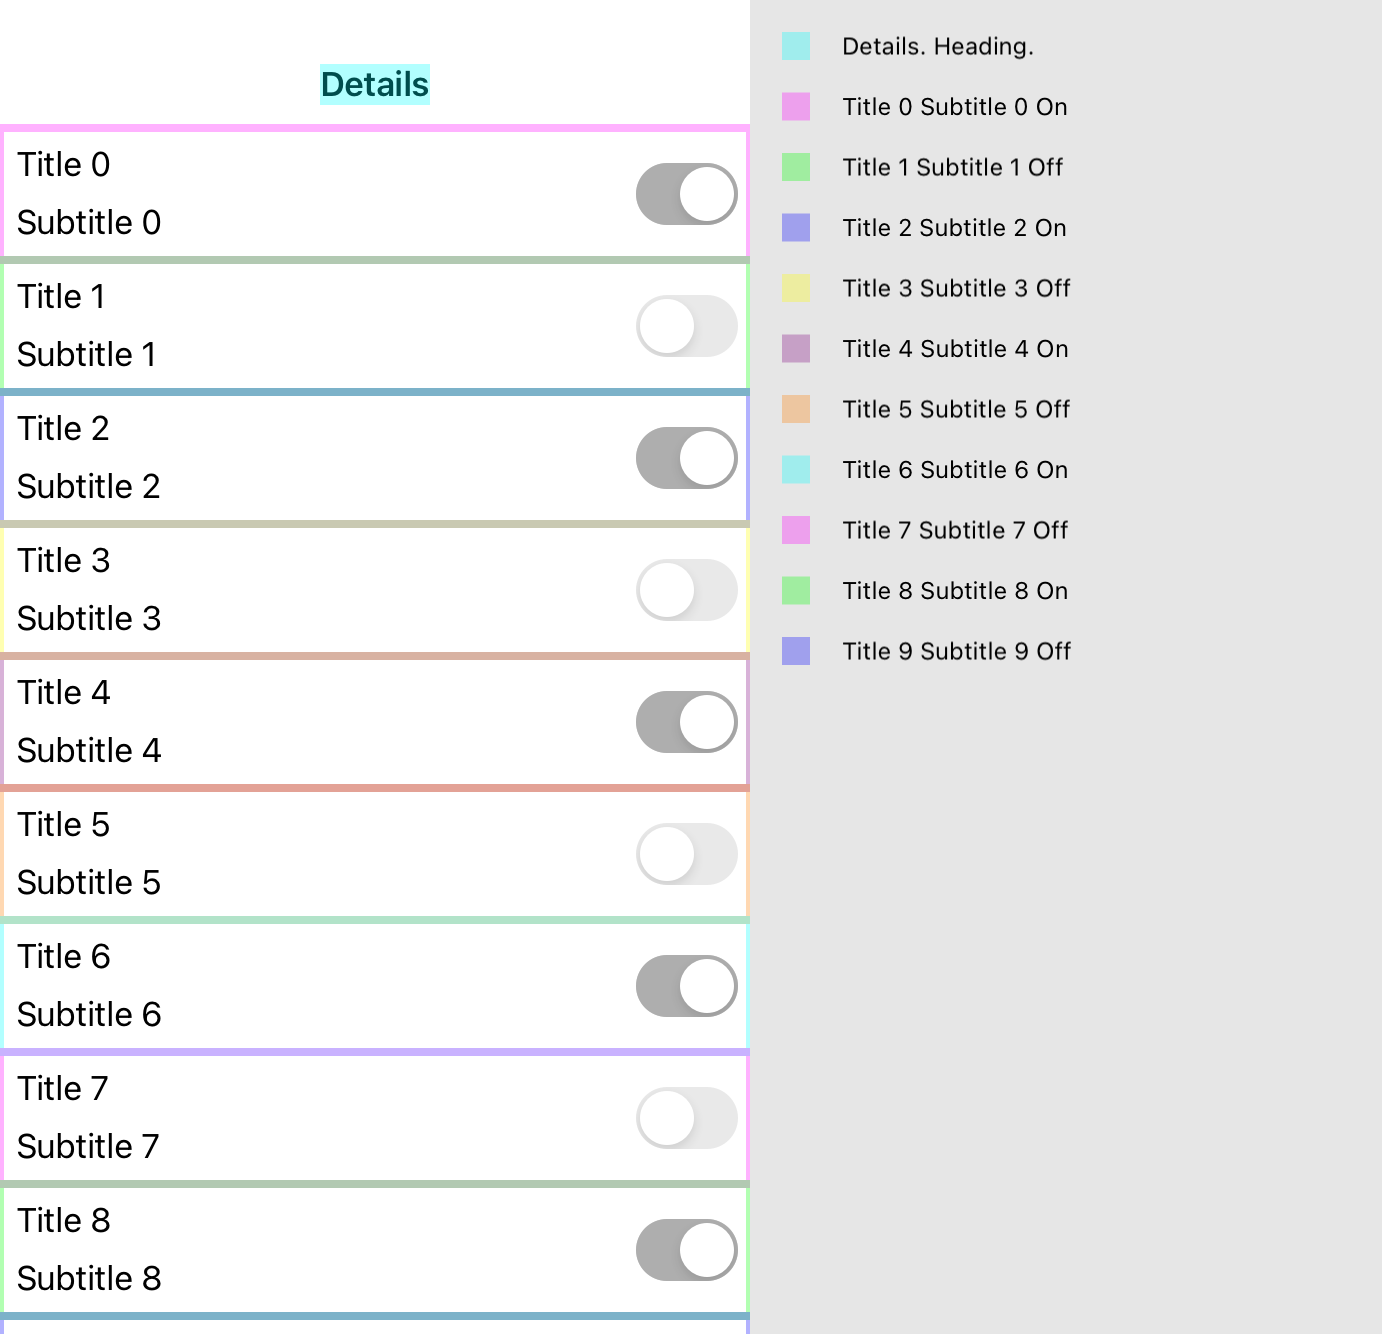 Details
Title 0
Subtitle 0
Title 1
Subtitle 1
Title 2
Subtitle 2
Title 3
Subtitle 3
Title 4
Subtitle 4
Title 5
Subtitle 5
Title 6
Subtitle 6
Title 7
Subtitle 7
Title 8
Subtitle 8
Details. Heading.
Title 0 Subtitle 0 On
Title 1 Subtitle 1 Off
Title 2 Subtitle 2 On
Title 3 Subtitle 3 Off
Title 4 Subtitle 4 On
Title 5 Subtitle 5 Off
Title 6 Subtitle 6 On
Title 7 Subtitle 7 Off
Title 8 Subtitle 8 On
Title 9 Subtitle 9 Off